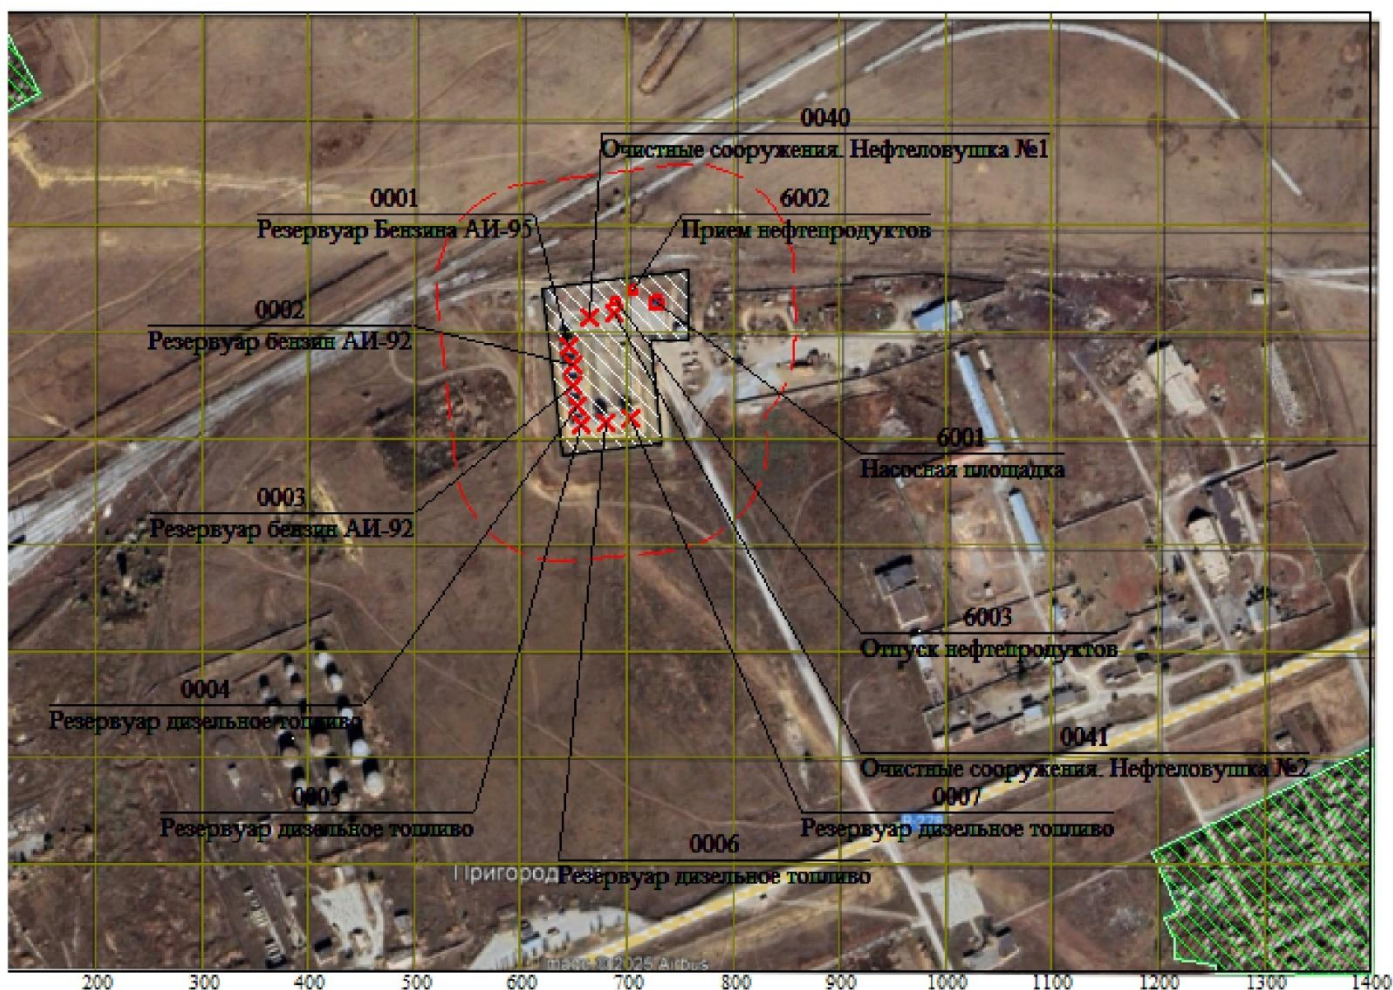 0040
Очистные сооружения. Нефтеловушка №1
0001
Резервуар Бензина АИ-95
6002
Прием нефтепродуктов
0002
Резервуар бензин АИ-92
6001
Насосная площадка
0003
Резервуар бензин АИ-92
6003
Отпуск нефтепродуктов
0004
Резервуар дизельное топливо
0041
Очистные сооружения. Нефтеловушка №2
0005
Резервуар дизельное топливо
0007
Резервуар дизельное топливо
0006
Резервуар дизельное топливо
Пригород
©2025 Airbus
200 300 400 500 600 700 800 900 1000 1100 1200 1300 1400